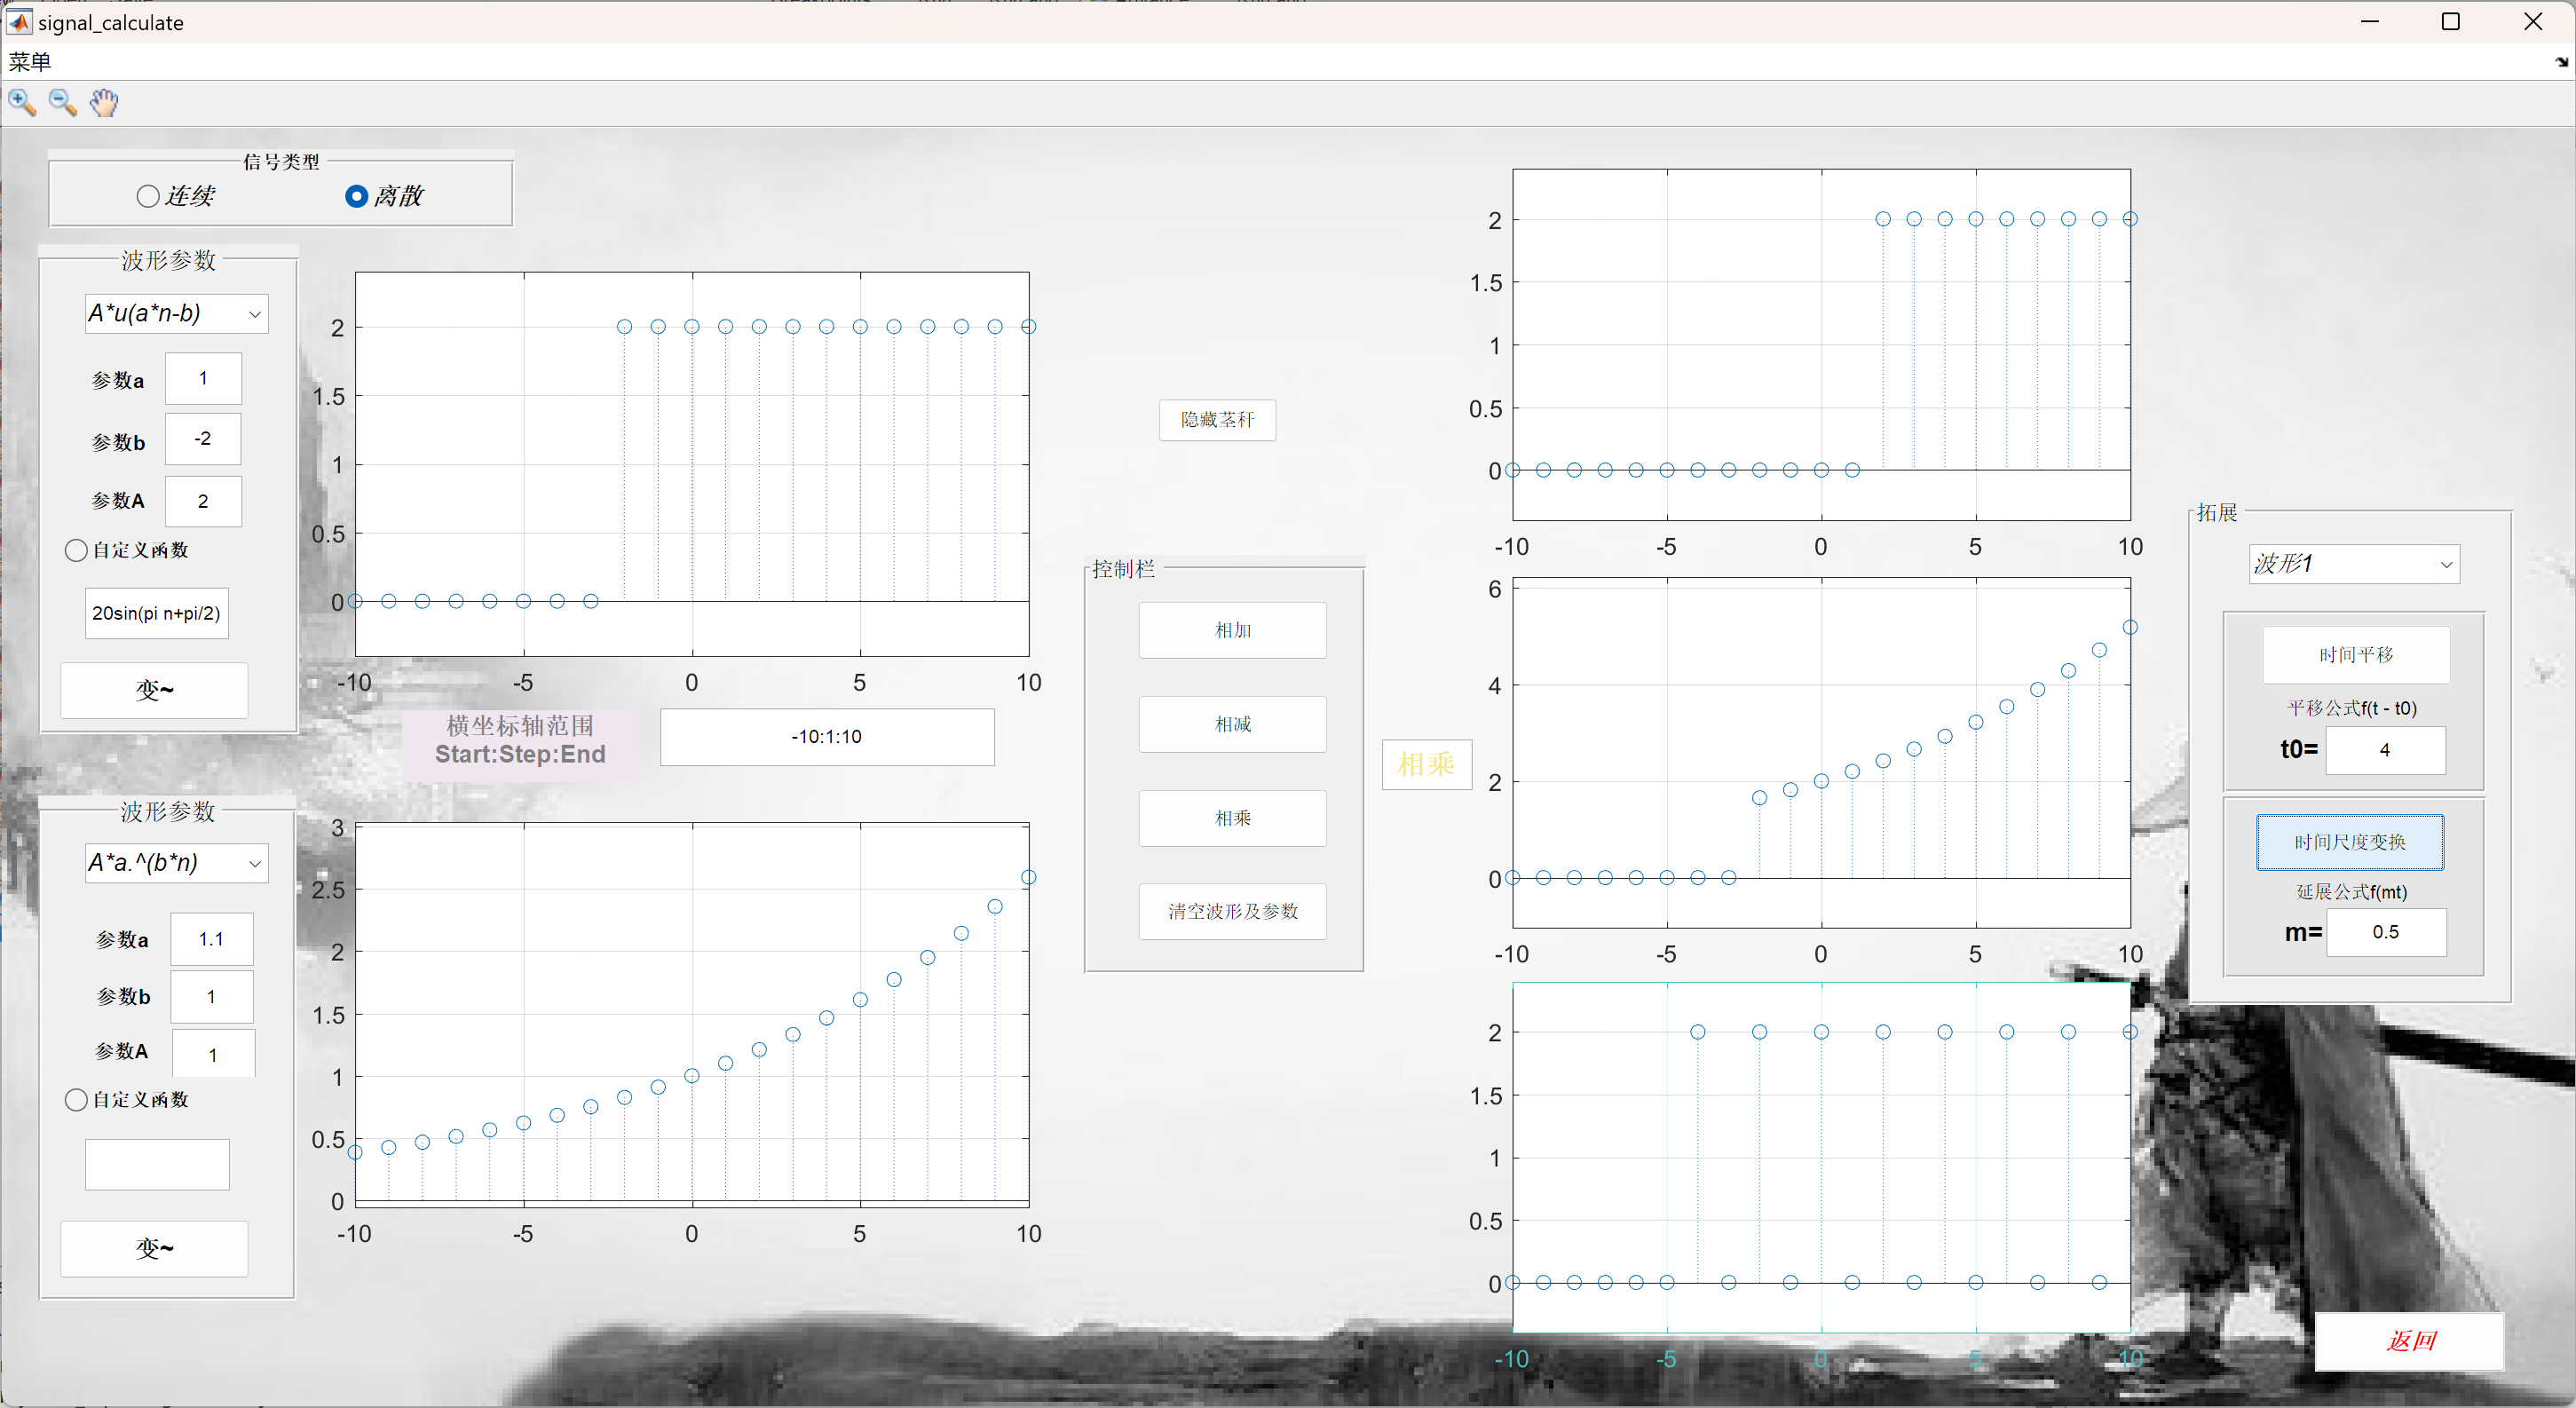 signal_calculate
菜单
信号类型
连续 离散
波形参数
A*u(a*n-b)
参数a 1
参数b -2
参数A 2
自定义函数
20sin(pi n+pi/2)
变~
2
1.5
1
0.5
0
-10 -5 0 5 10
横坐标轴范围
Start:Step:End
-10:1:10
波形参数
A*a.^(b*n)
参数a 1.1
参数b 1
参数A 1
自定义函数
变~
3
2.5
2
1.5
1
0.5
0
-10 -5 0 5 10
隐藏茎秆
控制栏
相加
相减
相乘
清空波形及参数
相乘
2
1.5
1
0.5
0
-10 -5 0 5 10
6
4
2
0
-10 -5 0 5 10
2
1.5
1
0.5
0
-10 -5 0 5 10
拓展
波形1
时间平移
平移公式f(t - t0)
t0= 4
时间尺度变换
延展公式f(mt)
m= 0.5
返回